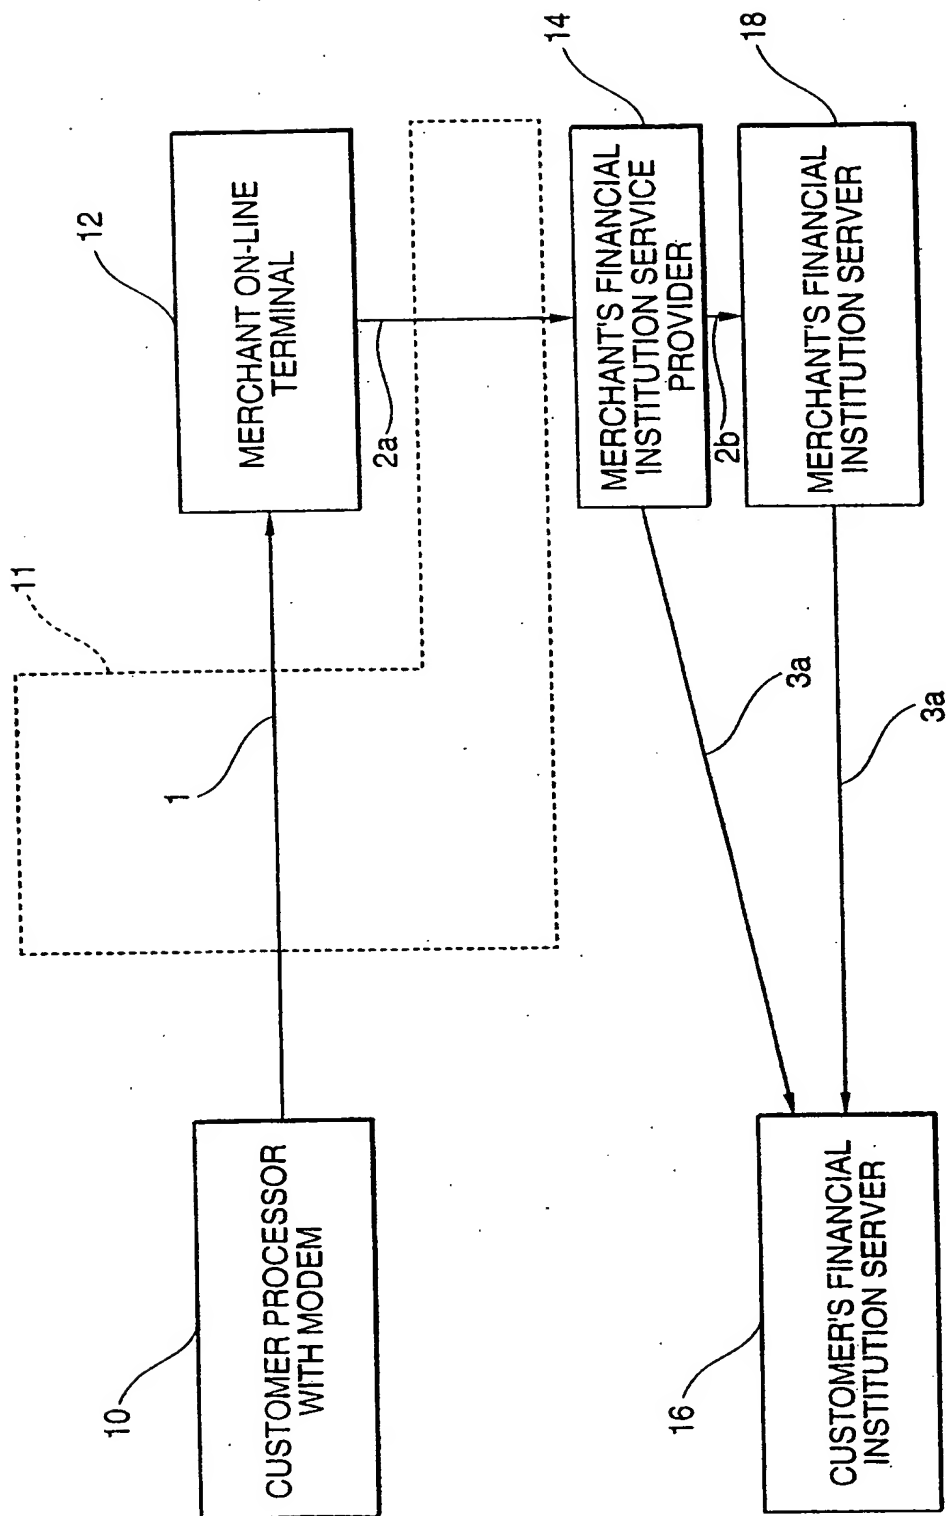 10
CUSTOMER PROCESSOR
WITH MODEM
1
11
12
MERCHANT ON-LINE
TERMINAL
2a
14
MERCHANT'S FINANCIAL
INSTITUTION SERVICE
PROVIDER
2b
18
MERCHANT'S FINANCIAL
INSTITUTION SERVER
3a
3a
16
CUSTOMER'S FINANCIAL
INSTITUTION SERVER